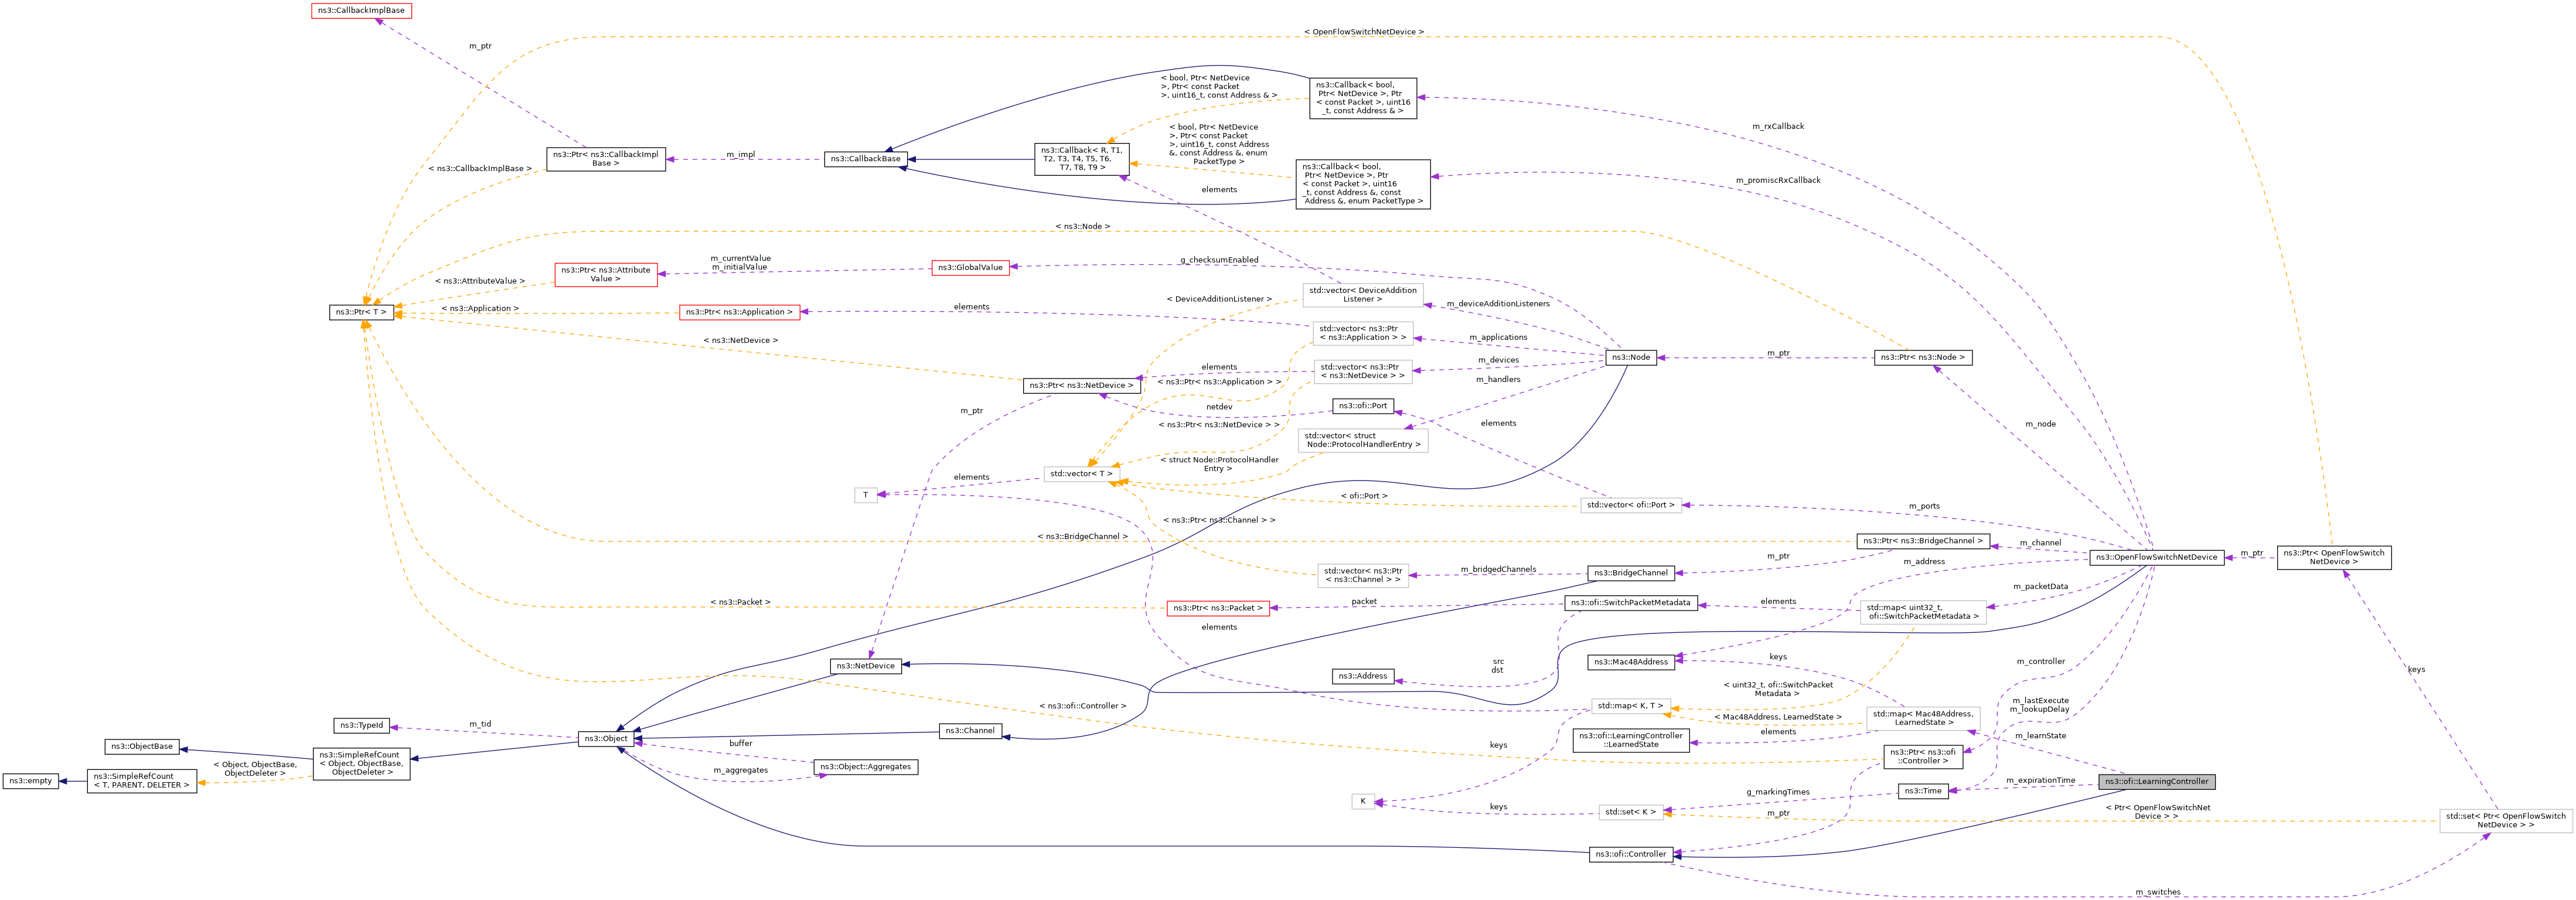 ns3::CallbackImplBase
m_ptr
< OpenFlowSwitchNetDevice >
< bool, Ptr< NetDevice
>, Ptr< const Packet
>, uint16_t, const Address & >
ns3::Callback< bool,
Ptr< NetDevice >, Ptr
< const Packet >, uint16
_t, const Address & >
m_rxCallback
< bool, Ptr< NetDevice
>, Ptr< const Packet
>, uint16_t, const Address
&, const Address &, enum
PacketType >
ns3::Ptr< ns3::CallbackImpl
Base >
m_impl
ns3::CallbackBase
ns3::Callback< R, T1,
T2, T3, T4, T5, T6,
T7, T8, T9 >
ns3::Callback< bool,
Ptr< NetDevice >, Ptr
< const Packet >, uint16
_t, const Address &, const
Address &, enum PacketType >
m_promiscRxCallback
< ns3::CallbackImplBase >
elements
< ns3::Node >
ns3::Ptr< ns3::Attribute
Value >
m_currentValue
m_initialValue
ns3::GlobalValue
g_checksumEnabled
< ns3::AttributeValue >
std::vector< DeviceAddition
Listener >
< DeviceAdditionListener >
m_deviceAdditionListeners
ns3::Ptr< T >
< ns3::Application >
ns3::Ptr< ns3::Application >
elements
std::vector< ns3::Ptr
< ns3::Application > >
m_applications
< ns3::NetDevice >
ns3::Node
m_ptr
ns3::Ptr< ns3::Node >
elements
std::vector< ns3::Ptr
< ns3::NetDevice > >
m_devices
ns3::Ptr< ns3::NetDevice >
< ns3::Ptr< ns3::Application > >
m_handlers
m_ptr
netdev
ns3::ofi::Port
< ns3::Ptr< ns3::NetDevice > >
elements
m_node
std::vector< struct
Node::ProtocolHandlerEntry >
< struct Node::ProtocolHandler
Entry >
std::vector< T >
elements
T
< ofi::Port >
std::vector< ofi::Port >
m_ports
< ns3::Ptr< ns3::Channel > >
< ns3::BridgeChannel >
ns3::Ptr< ns3::BridgeChannel >
m_channel
ns3::OpenFlowSwitchNetDevice
m_ptr
ns3::Ptr< OpenFlowSwitch
NetDevice >
m_ptr
m_address
std::vector< ns3::Ptr
< ns3::Channel > >
m_bridgedChannels
ns3::BridgeChannel
m_packetData
< ns3::Packet >
ns3::Ptr< ns3::Packet >
packet
ns3::ofi::SwitchPacketMetadata
elements
std::map< uint32_t,
ofi::SwitchPacketMetadata >
elements
ns3::NetDevice
src
dst
ns3::Address
ns3::Mac48Address
keys
m_controller
keys
< uint32_t, ofi::SwitchPacket
Metadata >
< ns3::ofi::Controller >
std::map< K, T >
m_lastExecute
m_lookupDelay
< Mac48Address, LearnedState >
std::map< Mac48Address,
LearnedState >
ns3::TypeId
m_tid
ns3::Object
ns3::Channel
elements
ns3::ofi::LearningController
::LearnedState
m_learnState
ns3::ObjectBase
buffer
keys
ns3::SimpleRefCount
< Object, ObjectBase,
ObjectDeleter >
< Object, ObjectBase,
ObjectDeleter >
m_aggregates
ns3::Object::Aggregates
ns3::Ptr< ns3::ofi
::Controller >
ns3::empty
ns3::SimpleRefCount
< T, PARENT, DELETER >
m_expirationTime
ns3::ofi::LearningController
ns3::Time
g_markingTimes
K
keys
std::set< K >
m_ptr
< Ptr< OpenFlowSwitchNet
Device > >
std::set< Ptr< OpenFlowSwitch
NetDevice > >
ns3::ofi::Controller
m_switches